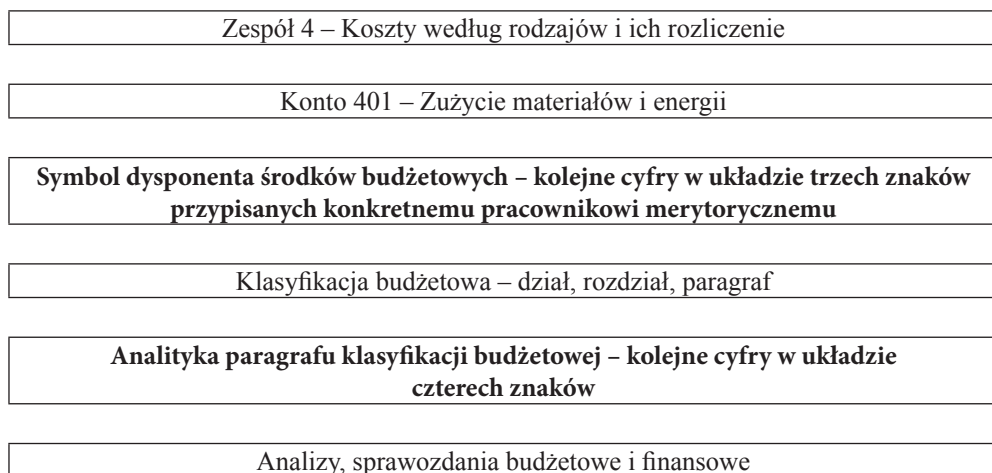 Zespół 4 – Koszty według rodzajów i ich rozliczenie
Konto 401 – Zużycie materiałów i energii
Symbol dysponenta środków budżetowych – kolejne cyfry w układzie trzech znaków
przypisanych konkretnemu pracownikowi merytorycznemu
Klasyfikacja budżetowa – dział, rozdział, paragraf
Analityka paragrafu klasyfikacji budżetowej – kolejne cyfry w układzie
czterech znaków
Analizy, sprawozdania budżetowe i finansowe